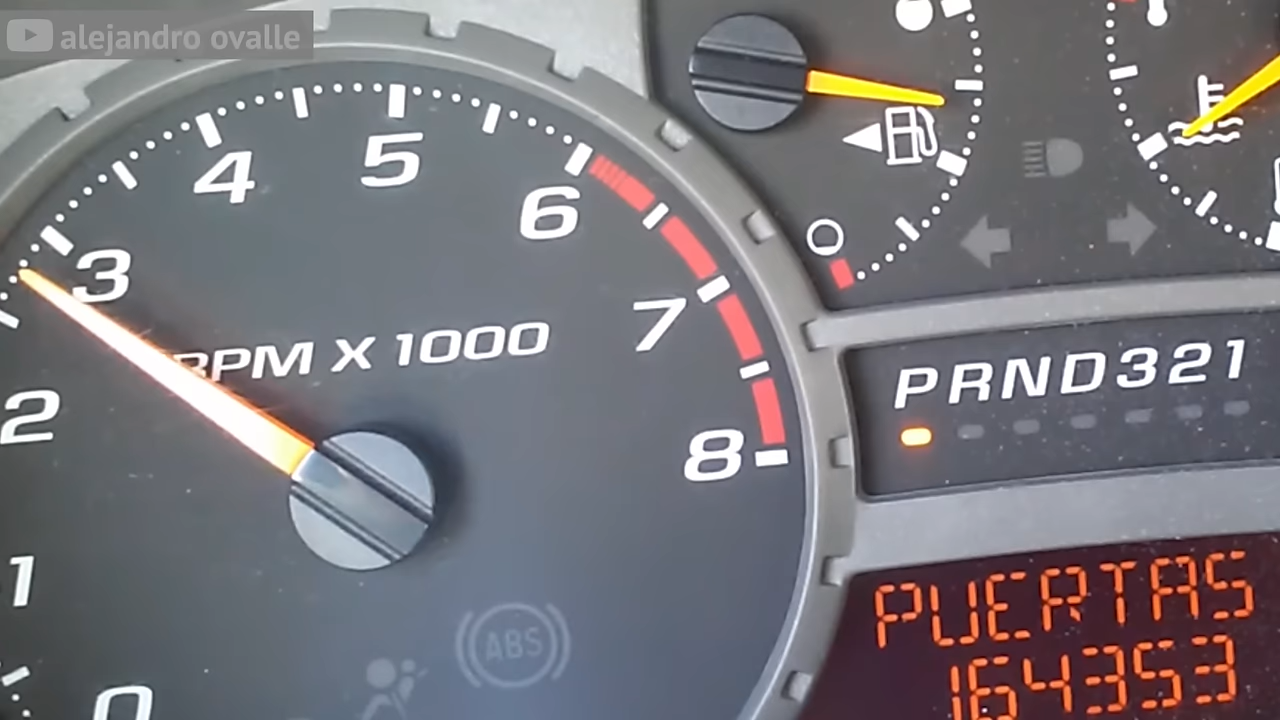 alejandro ovalle
4
5
6
3
7
RPM X 1000
2
8
1
ABS
0
PRND321
PUERTAS
164353